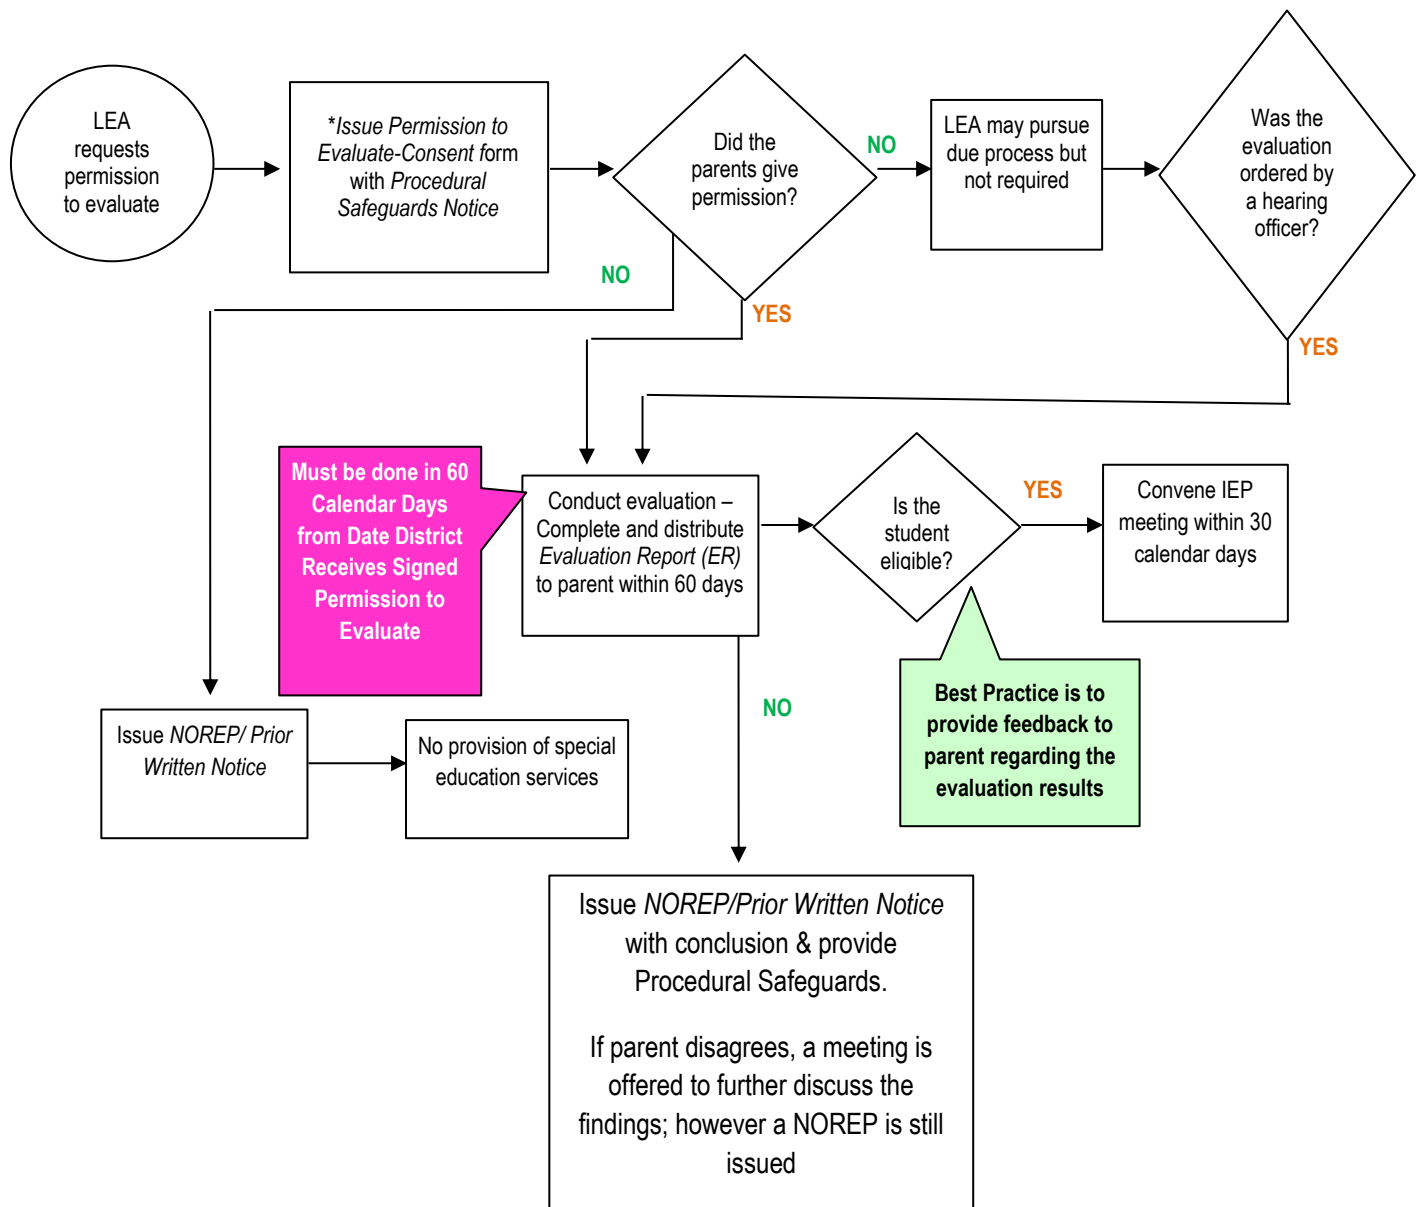 LEA
requests
permission
to evaluate
*Issue Permission to
Evaluate-Consent form
with Procedural
Safeguards Notice
Did the
parents give
permission?
NO
LEA may pursue
due process but
not required
Was the
evaluation
ordered by
a hearing
officer?
NO
YES
YES
Must be done in 60
Calendar Days
from Date District
Receives Signed
Permission to
Evaluate
Conduct evaluation –
Complete and distribute
Evaluation Report (ER)
to parent within 60 days
Is the
student
eligible?
YES
Convene IEP
meeting within 30
calendar days
Best Practice is to
provide feedback to
parent regarding the
evaluation results
NO
Issue NOREP/ Prior
Written Notice
No provision of special
education services
Issue NOREP/Prior Written Notice
with conclusion & provide
Procedural Safeguards.
If parent disagrees, a meeting is
offered to further discuss the
findings; however a NOREP is still
issued